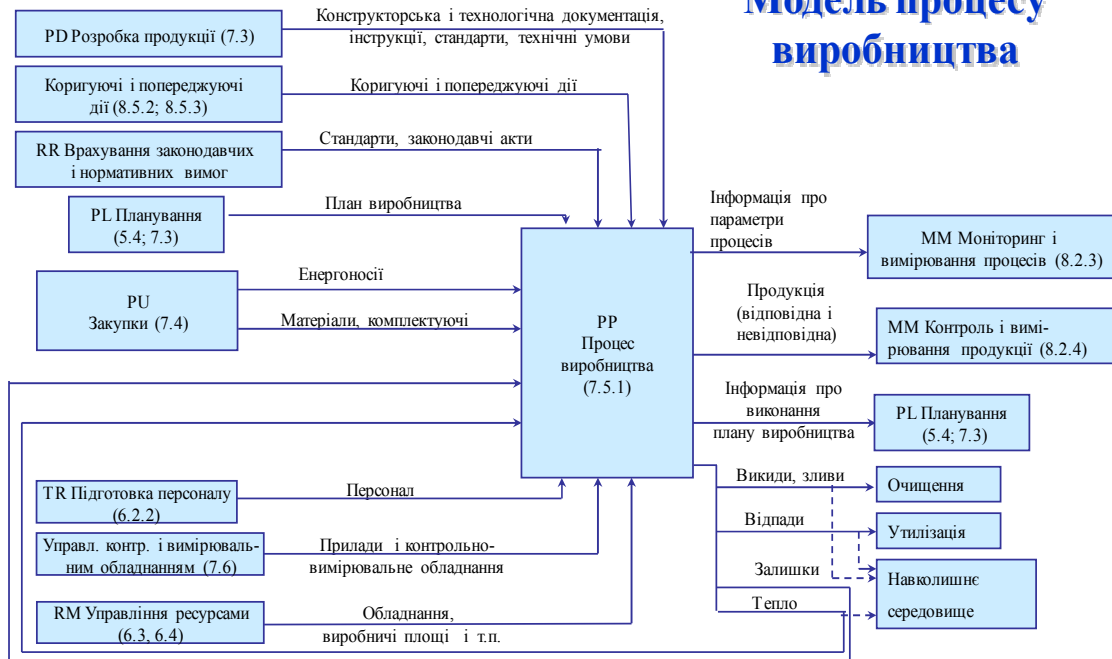 Модель процесу
виробництва
PD Розробка продукції (7.3)
Конструкторська і технологічна документація,
інструкції, стандарти, технічні умови
Коригуючі і попереджуючі
дії (8.5.2; 8.5.3)
Коригуючі і попереджуючі дії
RR Врахування законодавчих
і нормативних вимог
Стандарти, законодавчі акти
PL Планування
(5.4; 7.3)
План виробництва
PU
Закупки (7.4)
Енергоносії
Матеріали, комплектуючі
PP
Процес
виробництва
(7.5.1)
Інформація про
параметри
процесів
ММ Моніторинг і
вимірювання процесів (8.2.3)
Продукція
(відповідна і
невідповідна)
ММ Контроль і вимі-
рювання продукції (8.2.4)
Інформація про
виконання
плану виробництва
PL Планування
(5.4; 7.3)
TR Підготовка персоналу
(6.2.2)
Персонал
Управл. контр. і вимірюваль-
ним обладнанням (7.6)
Прилади і контрольно-
вимірювальне обладнання
RM Управління ресурсами
(6.3, 6.4)
Обладнання,
виробничі площі і т.п.
Викиди, зливи
Очищення
Відпади
Утилізація
Залишки
Тепло
Навколишнє
середовище